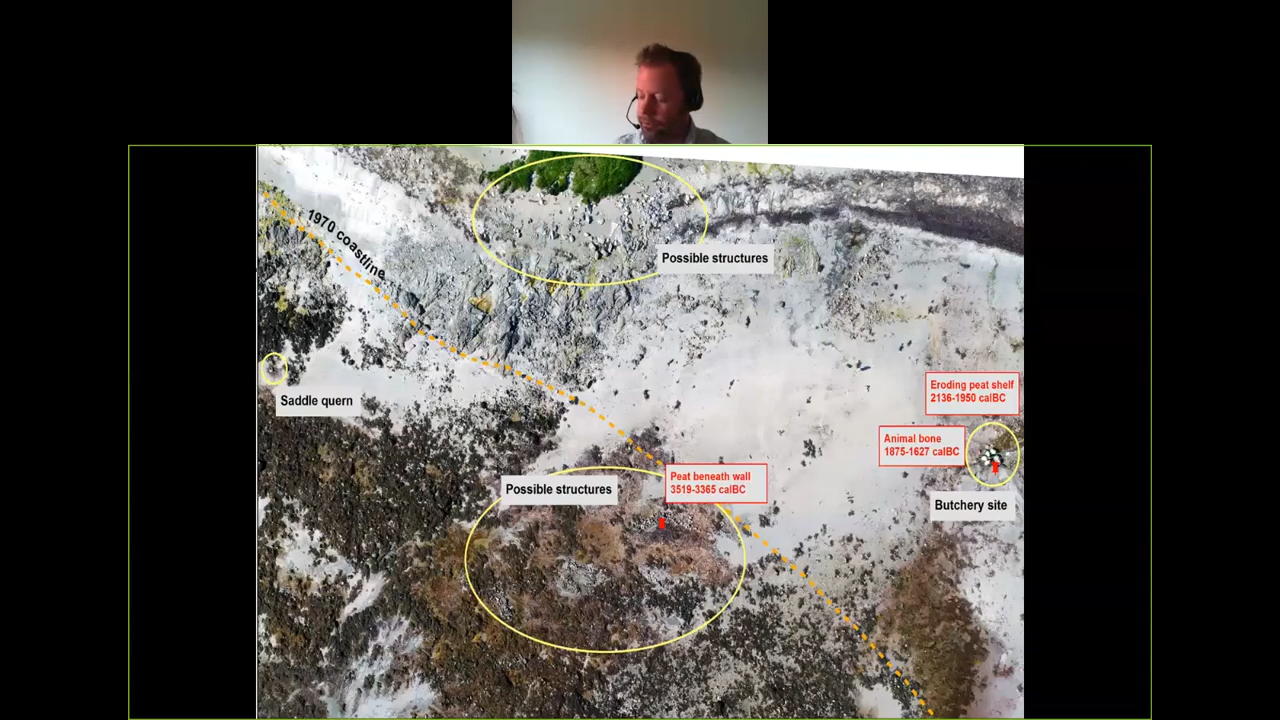 1970 coastline
Possible structures
Saddle quern
Eroding peat shelf
2136-1950 calBC
Animal bone
1875-1627 calBC
Butchery site
Possible structures
Peat beneath wall
3519-3365 calBC